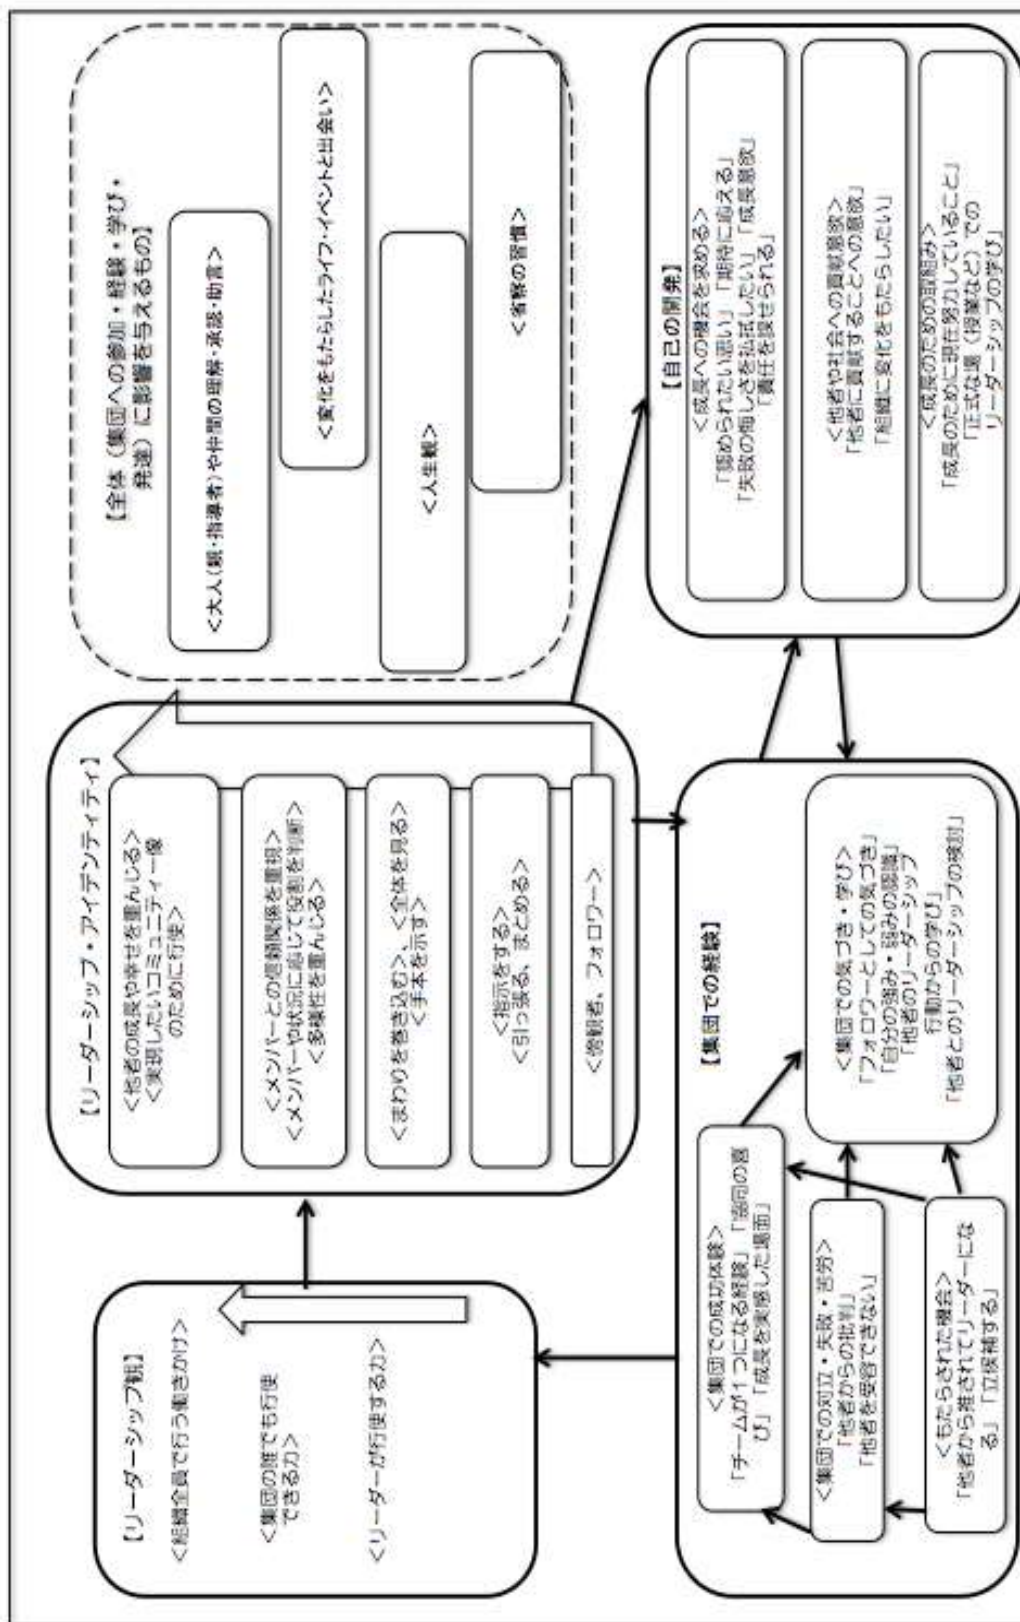 【リーダーシップ観】
<組織全員で行う働きかけ>
<集団の誰でも行使
できる力>
<リーダーが行使する力>
【リーダーシップ・アイデンティティ】
<他者の成長や幸せを重んじる>
<実現したいコミュニティー像
のために行使>
<メンバーとの信頼関係を重視>
<メンバーや状況に応じて役割を判断>
<多様性を重んじる>
<まわりを巻き込む>、<全体を見る>
<手本を示す>
<指示をする>
<引っ張る、まとめる>
<傍観者、フォロワー>
【全体（集団への参加・経験・学び・
発達）に影響を与えるもの】
<大人(親・指導者)や仲間の理解・承認・助言>
<変化をもたらしたライフ・イベントと出会い>
<人生観>
<省察の習慣>
【集団での経験】
<集団での成功体験>
「チームが１つになる経験」「協同の喜
び」「成長を実感した場面」
<集団での対立・失敗・苦労>
「他者からの批判」
「他者を受容できない」
<もたらされた機会>
「他者から推されてリーダーにな
る」「立候補する」
<集団での気づき・学び>
「フォロワーとしての気づき」
「自分の強み・弱みの認識」
「他者のリーダーシップ
行動からの学び」
「他者とのリーダーシップの検討」
【自己の開発】
<成長への機会を求める>
「認められたい思い」「期待に応える」
「失敗の悔しさを払拭したい」「成長意欲」
「責任を課せられる」
<他者や社会への貢献意欲>
「他者に貢献することへの意欲」
「組織に変化をもたらしたい」
<成長のための取組み>
「成長のために現在努力していること」
「正式な場（授業など）での
リーダーシップの学び」